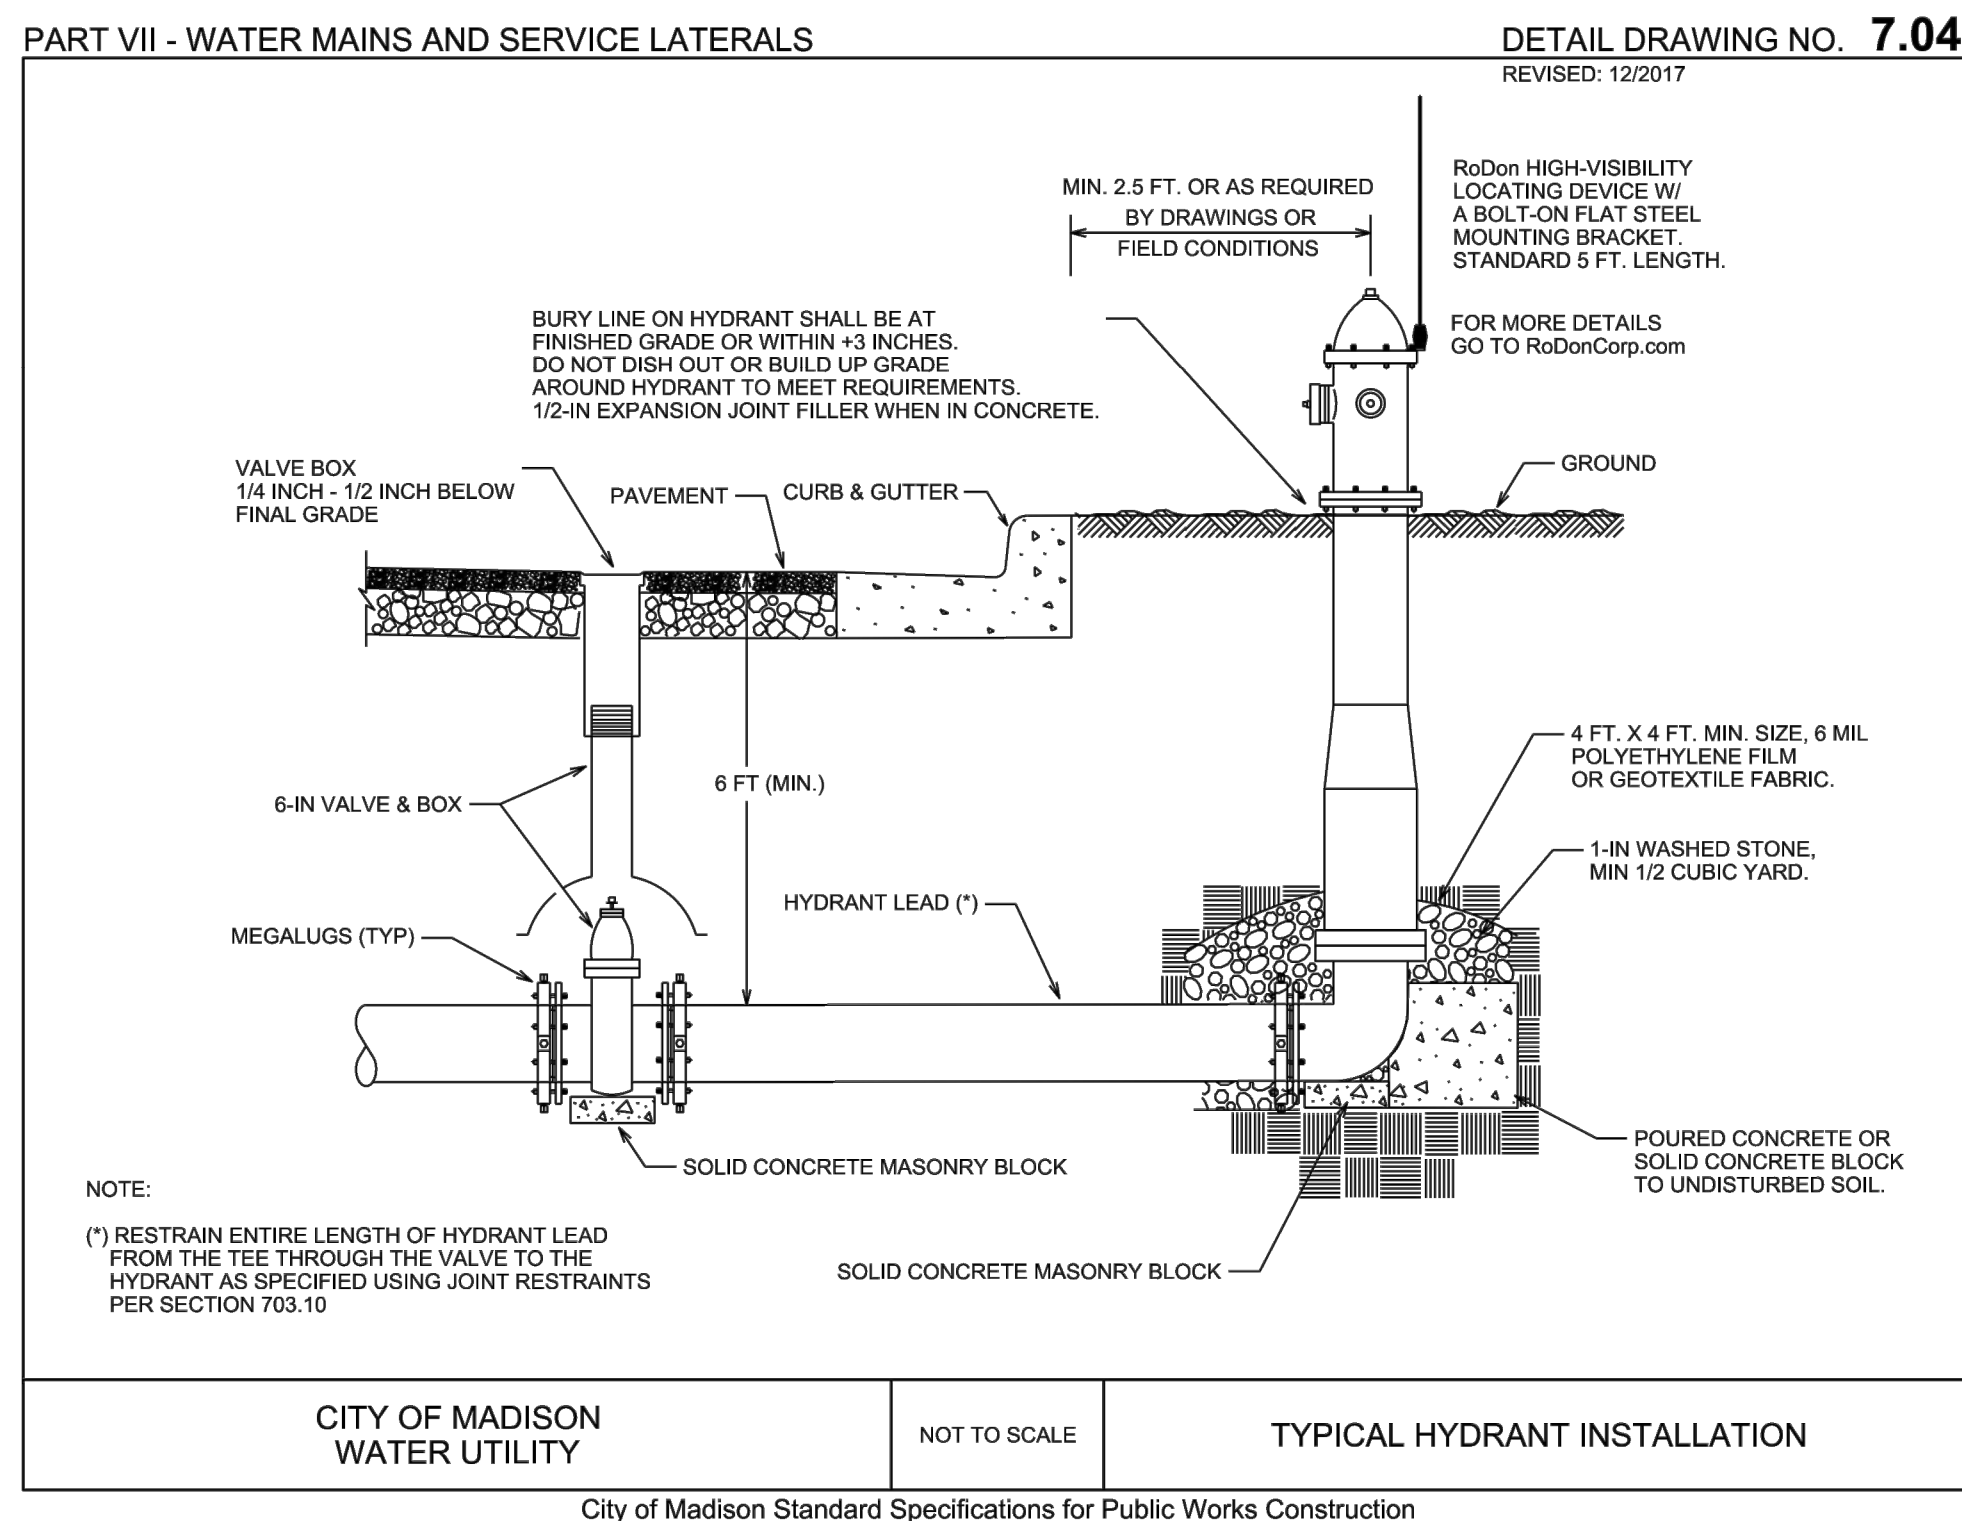 PART VII - WATER MAINS AND SERVICE LATERALS
DETAIL DRAWING NO. 7.04
REVISED: 12/2017
MIN. 2.5 FT. OR AS REQUIRED
BY DRAWINGS OR
FIELD CONDITIONS
RoDon HIGH-VISIBILITY
LOCATING DEVICE W/
A BOLT-ON FLAT STEEL
MOUNTING BRACKET.
STANDARD 5 FT. LENGTH.
FOR MORE DETAILS
GO TO RoDonCorp.com
BURY LINE ON HYDRANT SHALL BE AT
FINISHED GRADE OR WITHIN +3 INCHES.
DO NOT DISH OUT OR BUILD UP GRADE
AROUND HYDRANT TO MEET REQUIREMENTS.
1/2-IN EXPANSION JOINT FILLER WHEN IN CONCRETE.
VALVE BOX
1/4 INCH - 1/2 INCH BELOW
FINAL GRADE
PAVEMENT
CURB & GUTTER
GROUND
4 FT. X 4 FT. MIN. SIZE, 6 MIL
POLYETHYLENE FILM
OR GEOTEXTILE FABRIC.
6 FT (MIN.)
6-IN VALVE & BOX
1-IN WASHED STONE,
MIN 1/2 CUBIC YARD.
HYDRANT LEAD (*)
MEGALUGS (TYP)
POURED CONCRETE OR
SOLID CONCRETE BLOCK
TO UNDISTURBED SOIL.
SOLID CONCRETE MASONRY BLOCK
NOTE:
(*) RESTRAIN ENTIRE LENGTH OF HYDRANT LEAD
FROM THE TEE THROUGH THE VALVE TO THE
HYDRANT AS SPECIFIED USING JOINT RESTRAINTS
PER SECTION 703.10
SOLID CONCRETE MASONRY BLOCK
CITY OF MADISON
WATER UTILITY
NOT TO SCALE
TYPICAL HYDRANT INSTALLATION
City of Madison Standard Specifications for Public Works Construction